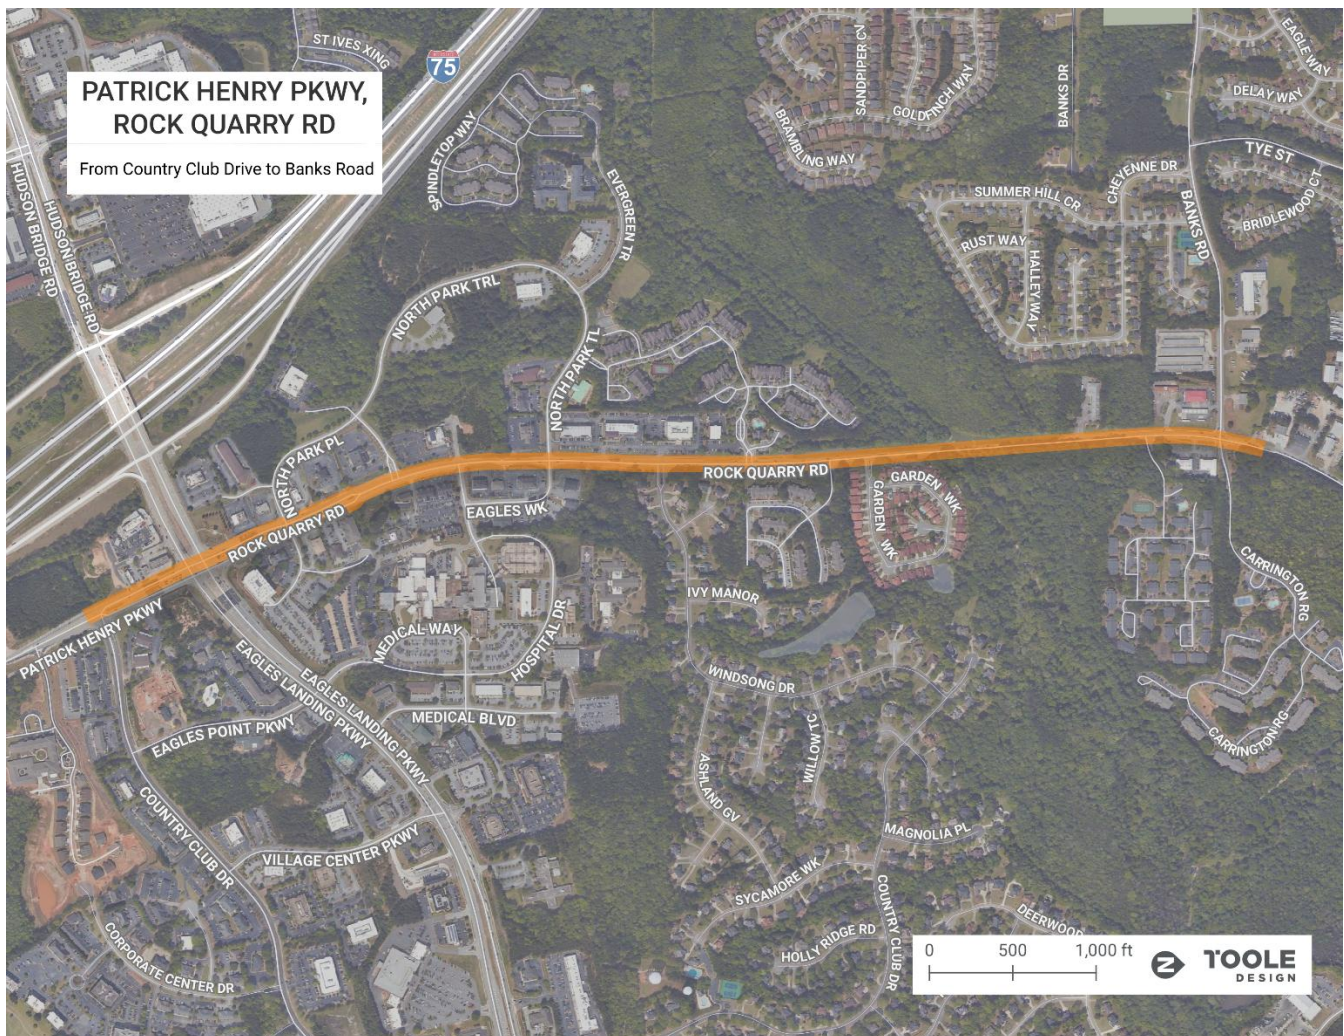 ST IVES XING
75
PATRICK HENRY PKWY,
ROCK QUARRY RD
From Country Club Drive to Banks Road
HUDSON BRIDGE RD
HUDSON BRIDGE RD
SPINDLETOP WAY
EVERGREEN TR
SANDPIPER CV
GOLDFINCH WAY
BRAMBLING WAY
BANKS DR
EAGLE WAY
DELAY WAY
TYE ST
CHEYENNE DR
SUMMER HILL CR
BANKS RD
BRIDLEWOOD CT
RUST WAY
HALLEY WAY
NORTH PARK TRL
NORTH PARK TL
NORTH PARK PL
ROCK QUARRY RD
ROCK QUARRY RD
EAGLES WK
GARDEN WK
GARDEN WK
CARRINGTON RG
IVY MANOR
PATRICK HENRY PKWY
MEDICAL WAY
HOSPITAL DR
WINDSONG DR
EAGLES LANDING PKWY
EAGLES LANDING PKWY
MEDICAL BLVD
EAGLES POINT PKWY
WILLOW TC
CARRINGTON RG
ASHLAND GV
COUNTRY CLUB DR
VILLAGE CENTER PKWY
MAGNOLIA PL
SYCAMORE WK
COUNTRY CLUB DR
DEERWOOD
HOLLY RIDGE RD
CORPORATE CENTER DR
0 500 1,000 ft
Z
TOOLE
DESIGN